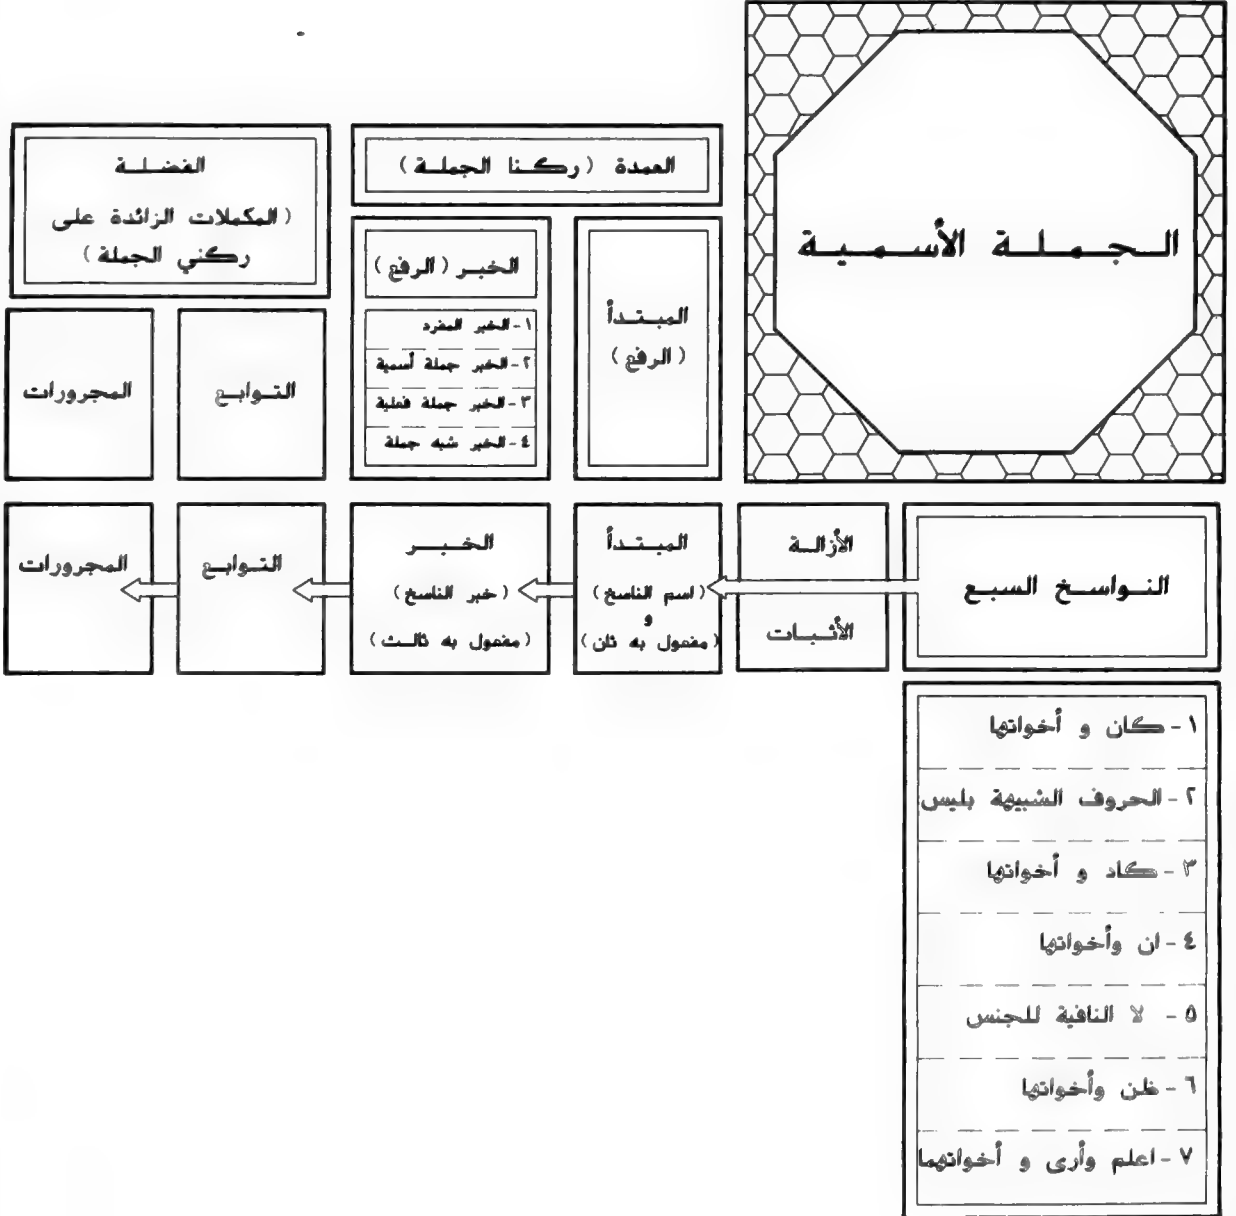 الجملة الأسمية
العمدة (ركنا الجملة)
المبتدأ
(الرفع)
الخبر (الرفع)
١- الخبر المفرد
٢- الخبر جملة أسمية
٣- الخبر جملة فعلية
٤- الخبر شبه جملة
الفضلة
(المكملات الزائدة على
ركني الجملة)
التوابع
المجرورات
النواسخ السبع
الأزالة
الأثبات
المبتدأ
(اسم الناسخ)
و
(مفعول به ثان)
الخبر
(خبر الناسخ)
(مفعول به ثالث)
التوابع
المجرورات
١- كان و أخواتها
٢- الحروف الشبيهة بليس
٣- كاد و أخواتها
٤- ان وأخواتها
٥- لا النافية للجنس
٦- ظن وأخواتها
٧- اعلم وأرى و أخواتهما